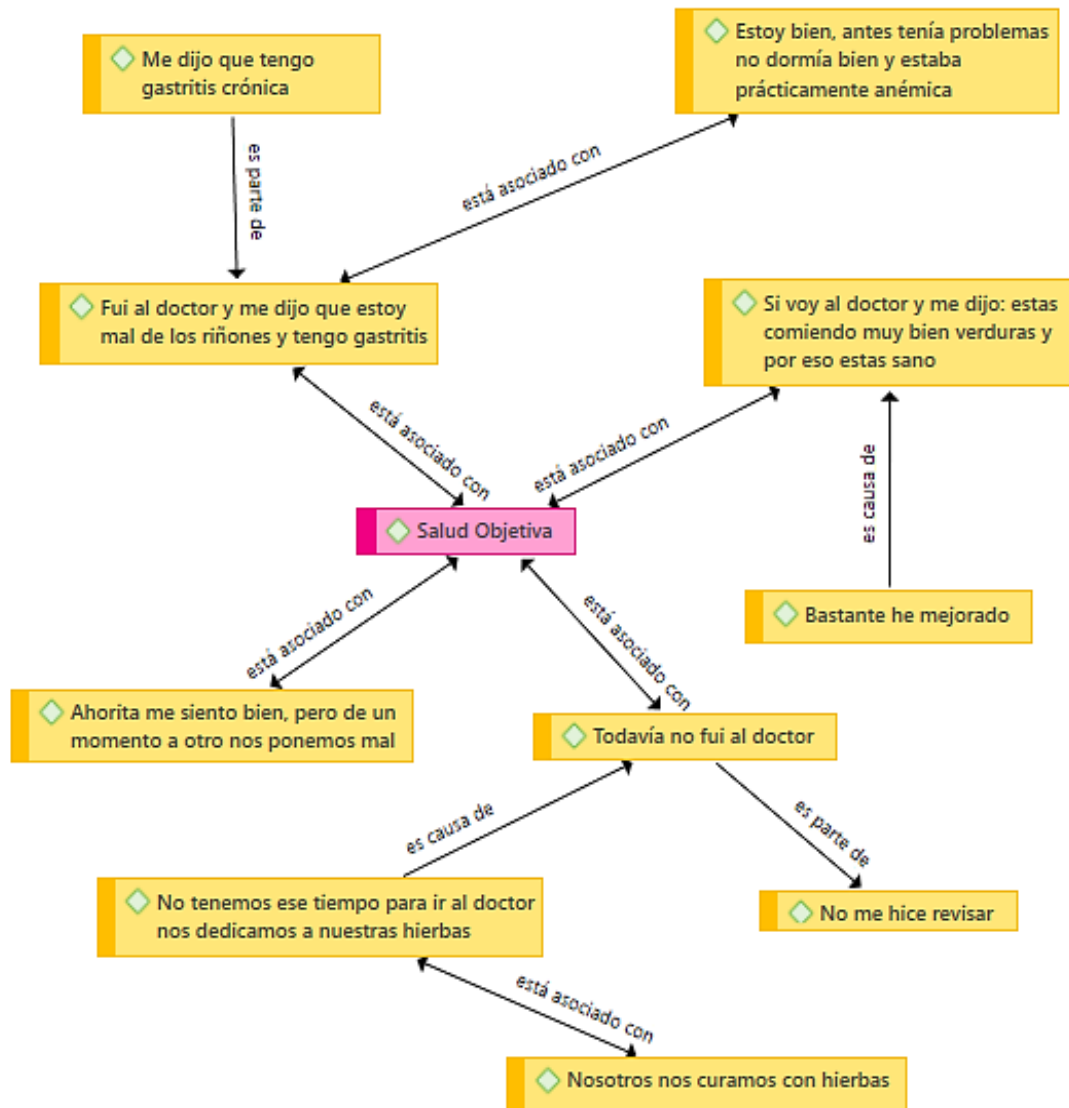 Me dijo que tengo
gastritis crónica
Estoy bien, antes tenía problemas
no dormía bien y estaba
prácticamente anémica
es parte de
está asociado con
Fui al doctor y me dijo que estoy
mal de los riñones y tengo gastritis
Si voy al doctor y me dijo: estas
comiendo muy bien verduras y
por eso estas sano
está asociado con
está asociado con
es causa de
Salud Objetiva
está asociado con
está asociado con
Bastante he mejorado
Ahorita me siento bien, pero de un
momento a otro nos ponemos mal
Todavía no fui al doctor
es causa de
es parte de
No tenemos ese tiempo para ir al doctor
nos dedicamos a nuestras hierbas
No me hice revisar
está asociado con
Nosotros nos curamos con hierbas